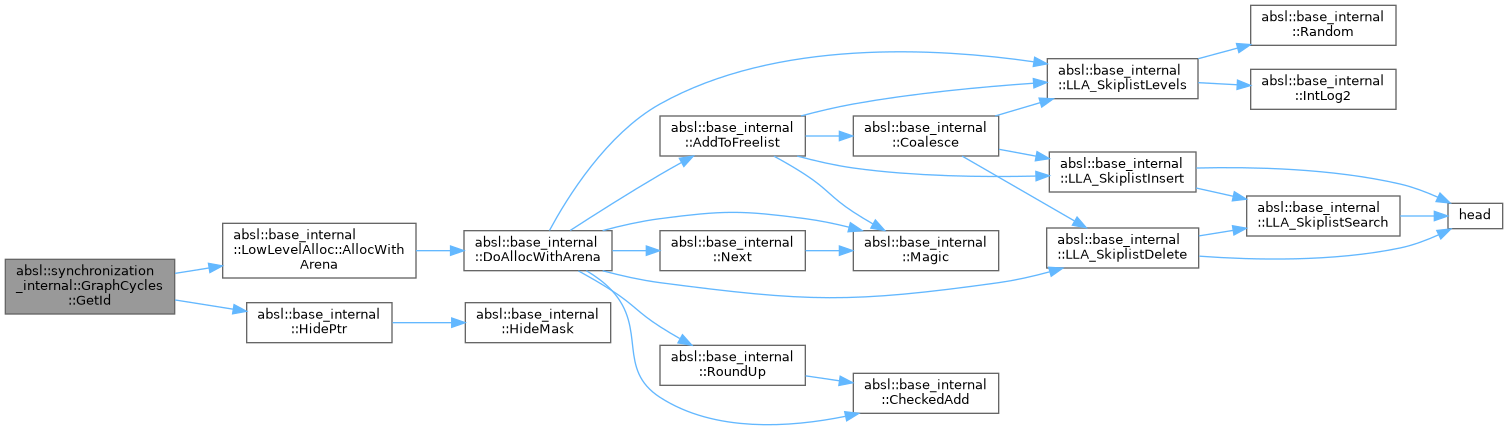 absl::synchronization
_internal::GraphCycles
::GetId
absl::base_internal
::LowLevelAlloc::AllocWith
Arena
absl::base_internal
::HidePtr
absl::base_internal
::DoAllocWithArena
absl::base_internal
::HideMask
absl::base_internal
::AddToFreelist
absl::base_internal
::Next
absl::base_internal
::RoundUp
absl::base_internal
::Coalesce
absl::base_internal
::Magic
absl::base_internal
::CheckedAdd
absl::base_internal
::LLA_SkiplistLevels
absl::base_internal
::LLA_SkiplistInsert
absl::base_internal
::LLA_SkiplistDelete
absl::base_internal
::Random
absl::base_internal
::IntLog2
absl::base_internal
::LLA_SkiplistSearch
head